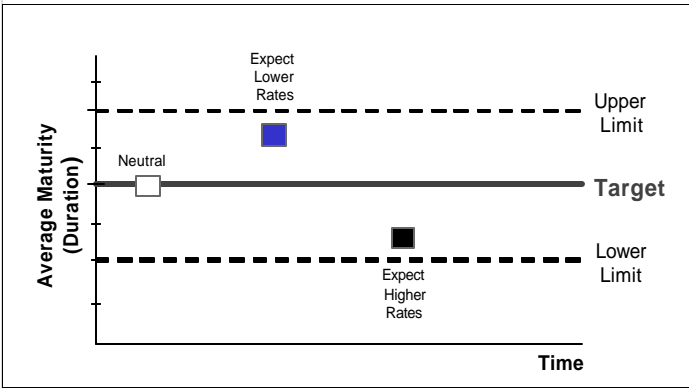 Expect
Lower
Rates
Upper
Limit
Neutral
Target
Average Maturity
(Duration)
Lower
Limit
Expect
Higher
Rates
Time